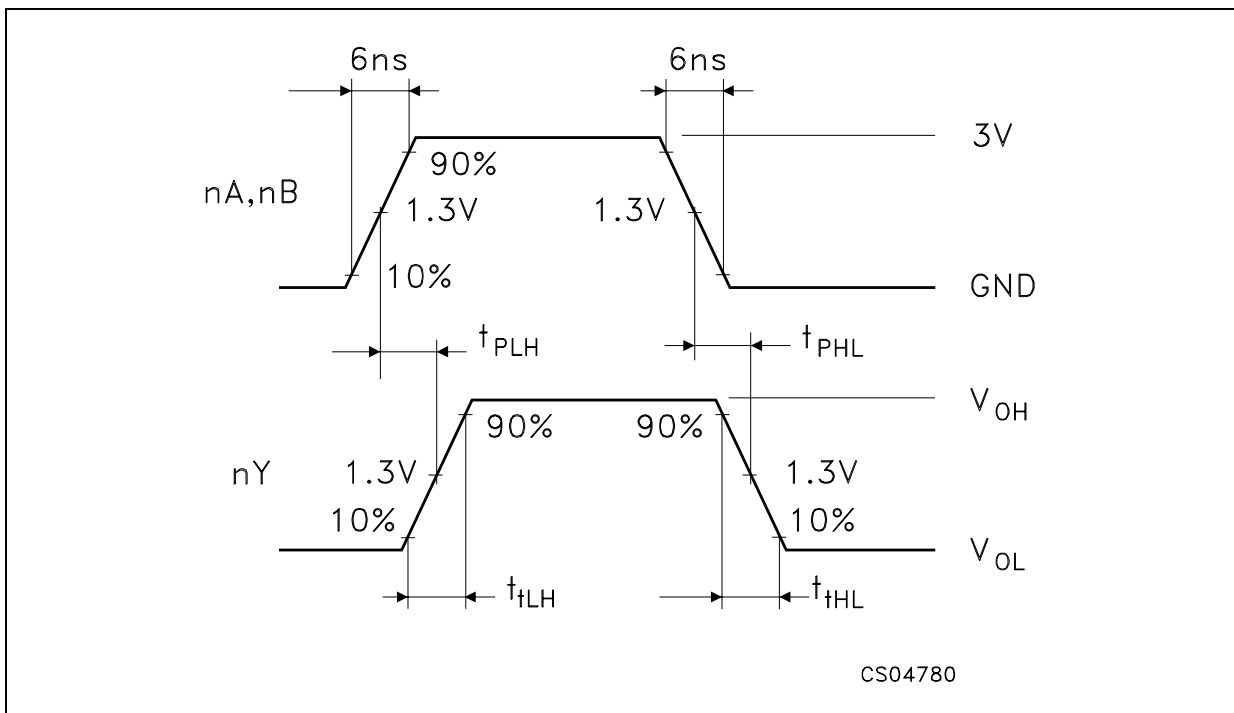 6ns 6ns
3V
90%
nA,nB 1.3V 1.3V
10% GND
tPLH tPHL
VOH
90% 90%
nY 1.3V 1.3V
10% 10%
VOL
ttLH ttHL
CS04780